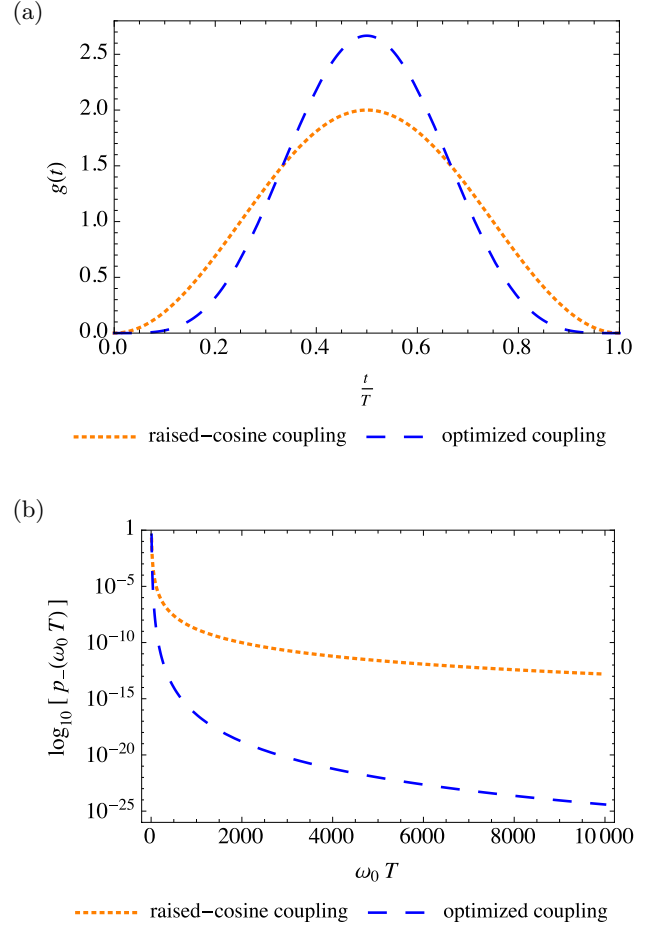 (a)
2.5
2.0
1.5
1.0
0.5
0.0
g(t)
0.0 0.2 0.4 0.6 0.8 1.0
t
T
raised−cosine coupling optimized coupling
(b)
1
10⁻⁵
10⁻¹⁰
10⁻¹⁵
10⁻²⁰
10⁻²⁵
log₁₀ [ p₋(ω₀ T) ]
0 2000 4000 6000 8000 10 000
ω₀ T
raised−cosine coupling optimized coupling